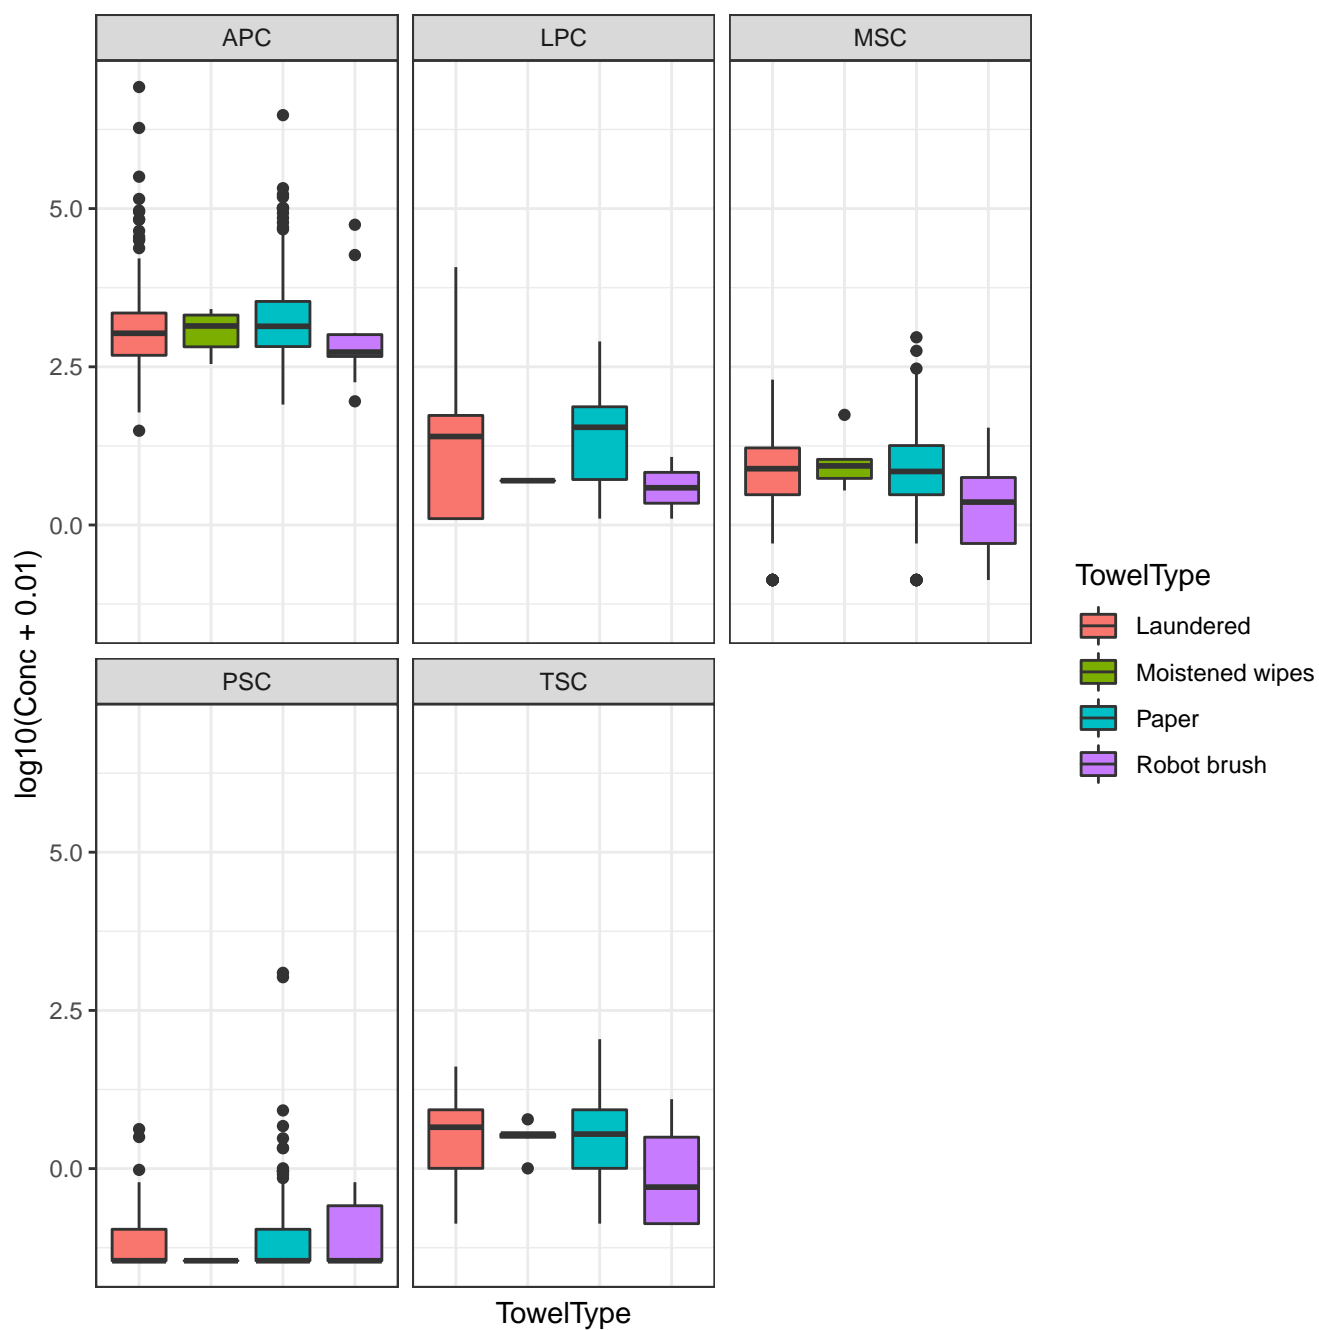 APC
LPC
MSC
5.0
2.5
0.0
PSC
TSC
5.0
2.5
0.0
log10(Conc + 0.01)
TowelType
TowelType
Laundered
Moistened wipes
Paper
Robot brush